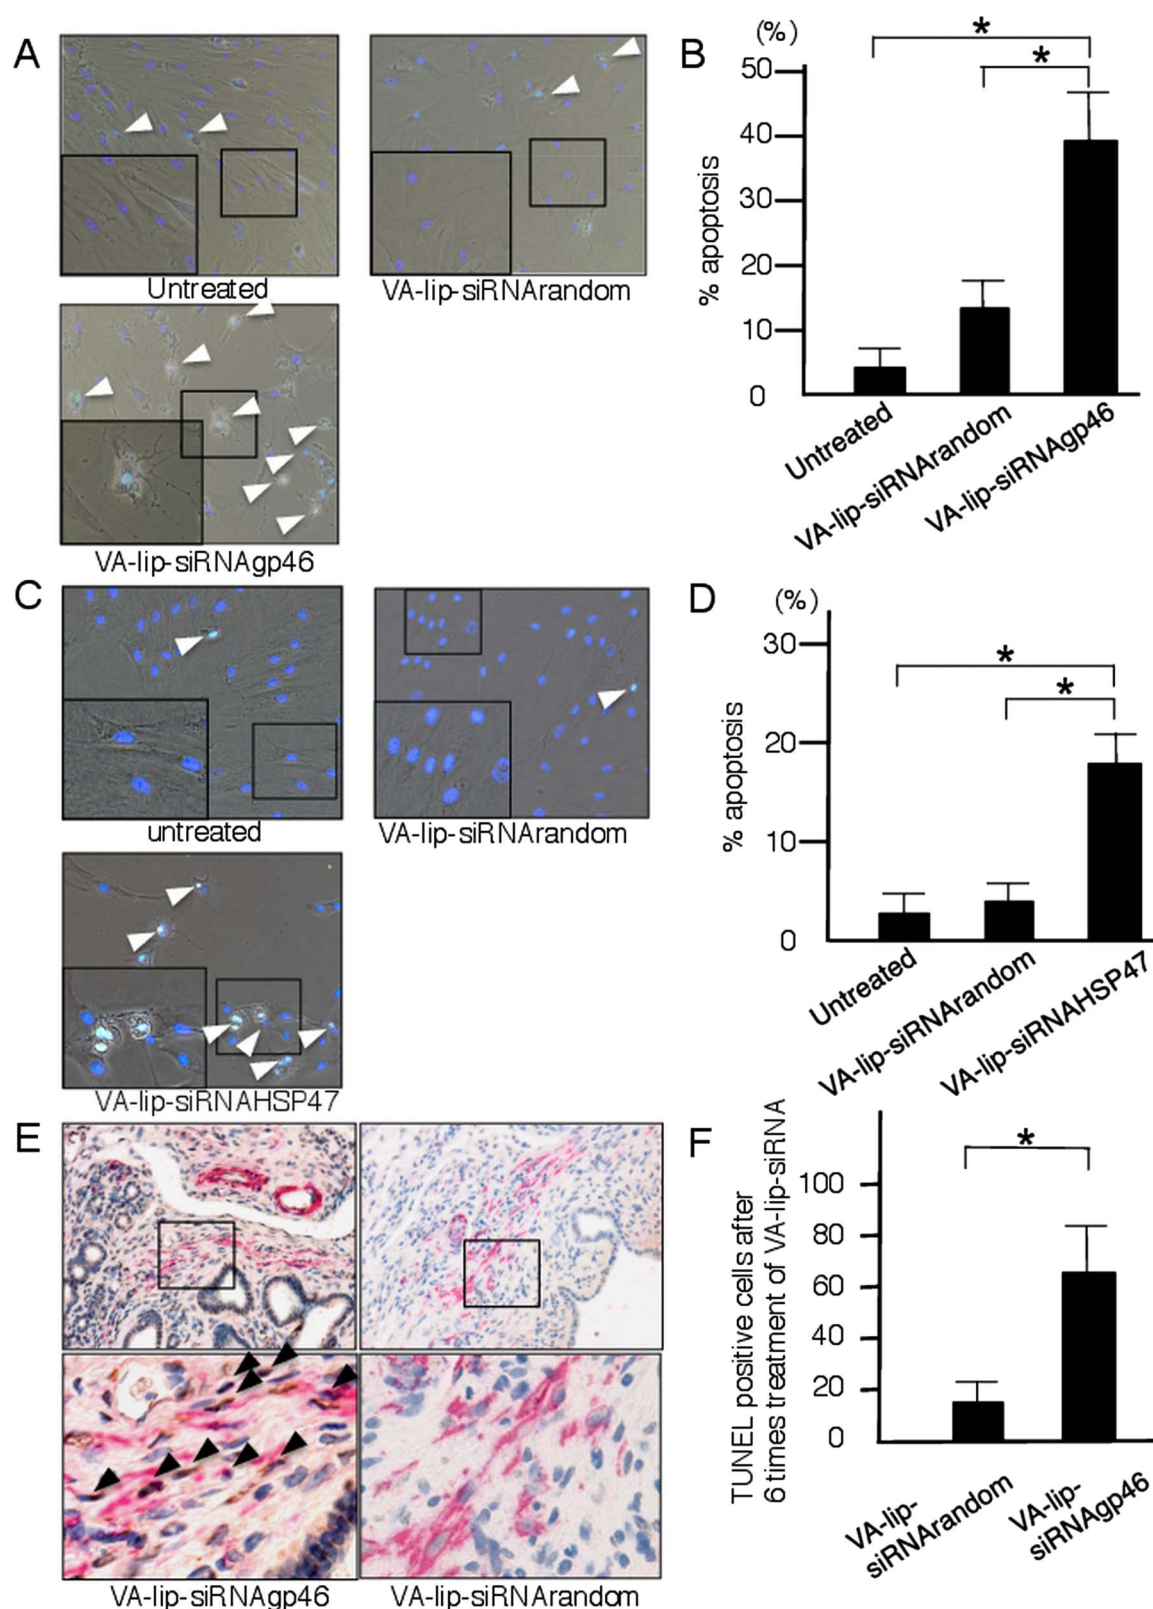 A
Untreated
VA-lip-siRNArandom
VA-lip-siRNAgp46
B
(%)
*
*
% apoptosis
50
40
30
20
10
0
Untreated
VA-lip-siRNArandom
VA-lip-siRNAgp46
C
untreated
VA-lip-siRNArandom
VA-lip-siRNAHSP47
D
(%)
*
*
% apoptosis
30
20
10
0
Untreated
VA-lip-siRNArandom
VA-lip-siRNAHSP47
E
VA-lip-siRNAgp46
VA-lip-siRNArandom
F
*
TUNEL positive cells after
6 times treatment of VA-lip-siRNA
100
80
60
40
20
0
VA-lip-
siRNArandom
VA-lip-
siRNAgp46